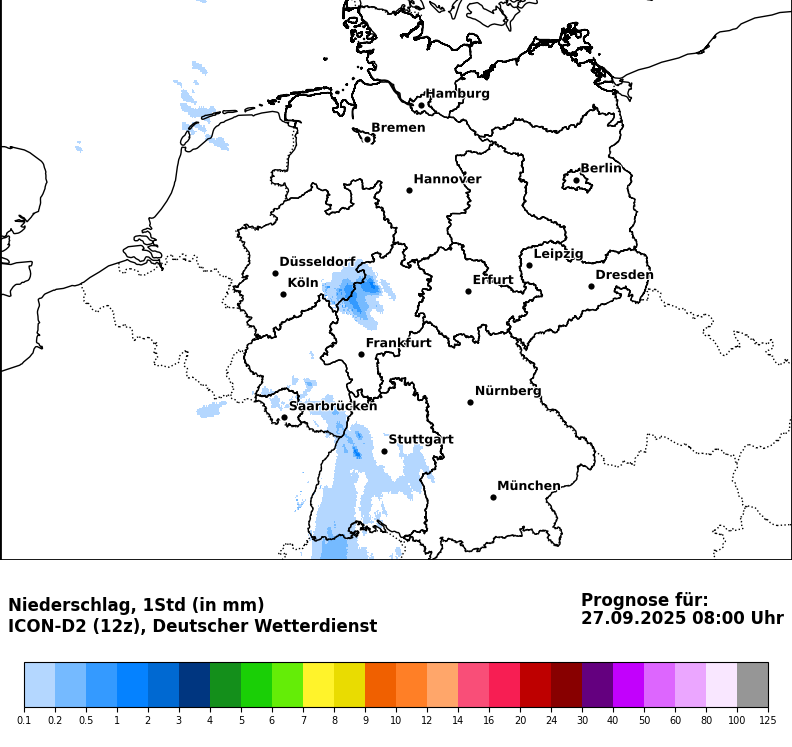 Hamburg
Bremen
Berlin
Hannover
Leipzig
Düsseldorf
Dresden
Köln
Erfurt
Frankfurt
Nürnberg
Saarbrücken
Stuttgart
München
Niederschlag, 1Std (in mm)
ICON-D2 (12z), Deutscher Wetterdienst
Prognose für:
27.09.2025 08:00 Uhr
0.1 0.2 0.5 1 2 3 4 5 6 7 8 9 10 12 14 16 20 24 30 40 50 60 80 100 125